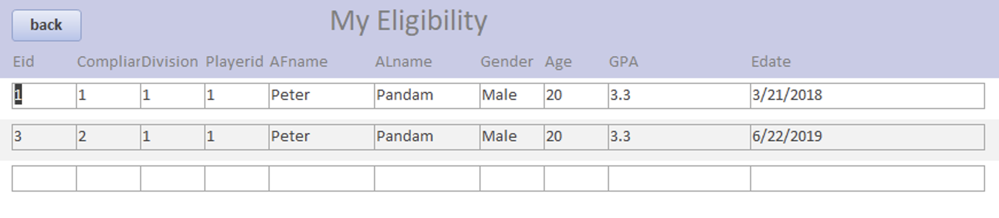 back
My Eligibility
Eid Complian Division Playerid AFname ALname Gender Age GPA Edate
1 1 1 1 Peter Pandam Male 20 3.3 3/21/2018
3 2 1 1 Peter Pandam Male 20 3.3 6/22/2019